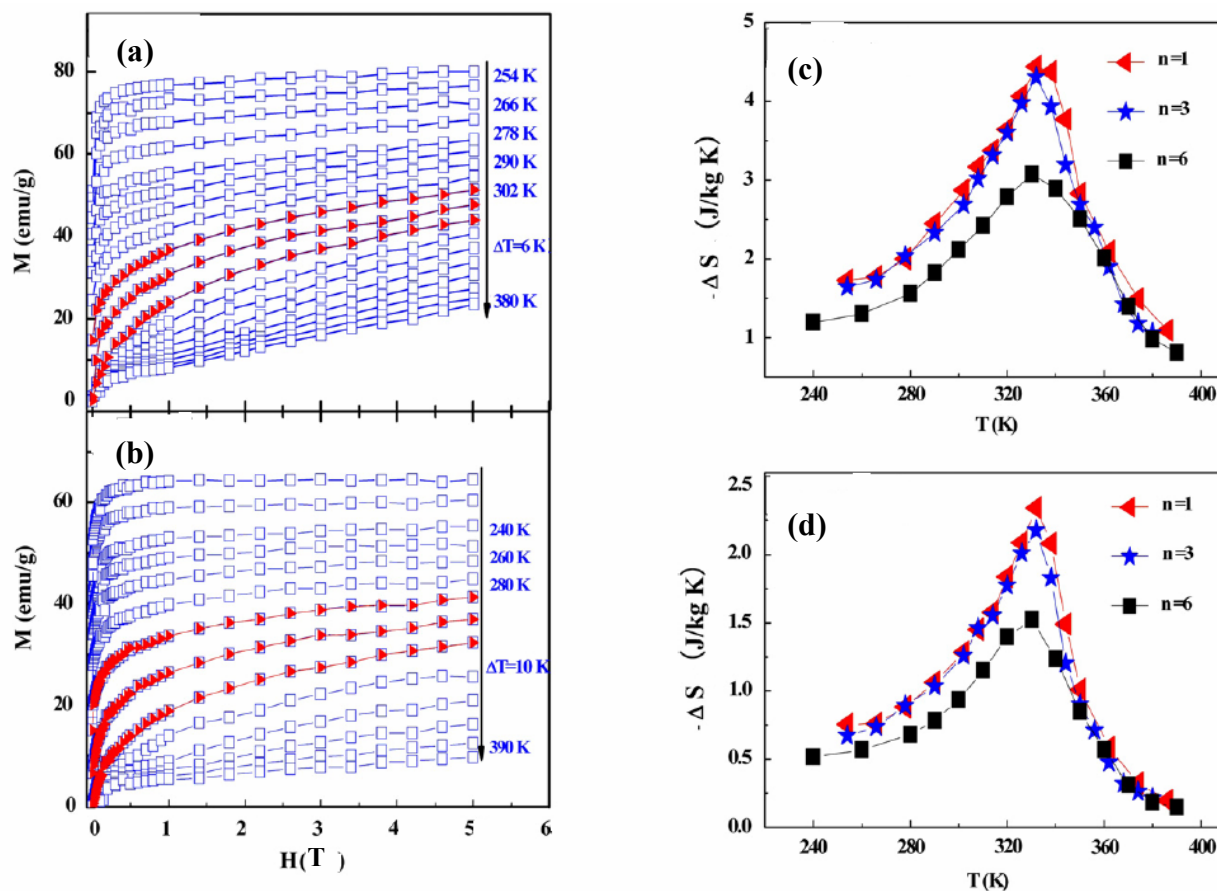 (a)
M (emu/g)
80
60
40
20
0
254 K
266 K
278 K
290 K
302 K
ΔT=6 K
380 K
(b)
M (emu/g)
60
40
20
0
240 K
260 K
280 K
ΔT=10 K
390 K
0 1 2 3 4 5 6
H(T)
(c)
- Δ S (J/kg K)
5
4
3
2
1
n=1
n=3
n=6
240 280 320 360 400
T(K)
(d)
- Δ S (J/kg K)
2.5
2.0
1.5
1.0
0.5
0.0
n=1
n=3
n=6
240 280 320 360 400
T(K)